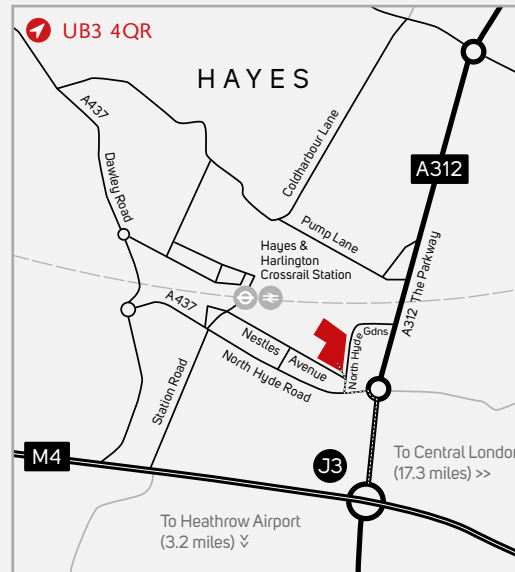 UB3 4QR
HAYES
A437
Coldharbour Lane
Dawley Road
A312
Pump Lane
Hayes &
Harlington
Crossrail Station
A312 The Parkway
A437
Nestles
Avenue
North Hyde
Gdns
North Hyde Road
Station Road
M4
J3
To Central London
(17.3 miles) >>
To Heathrow Airport
(3.2 miles)